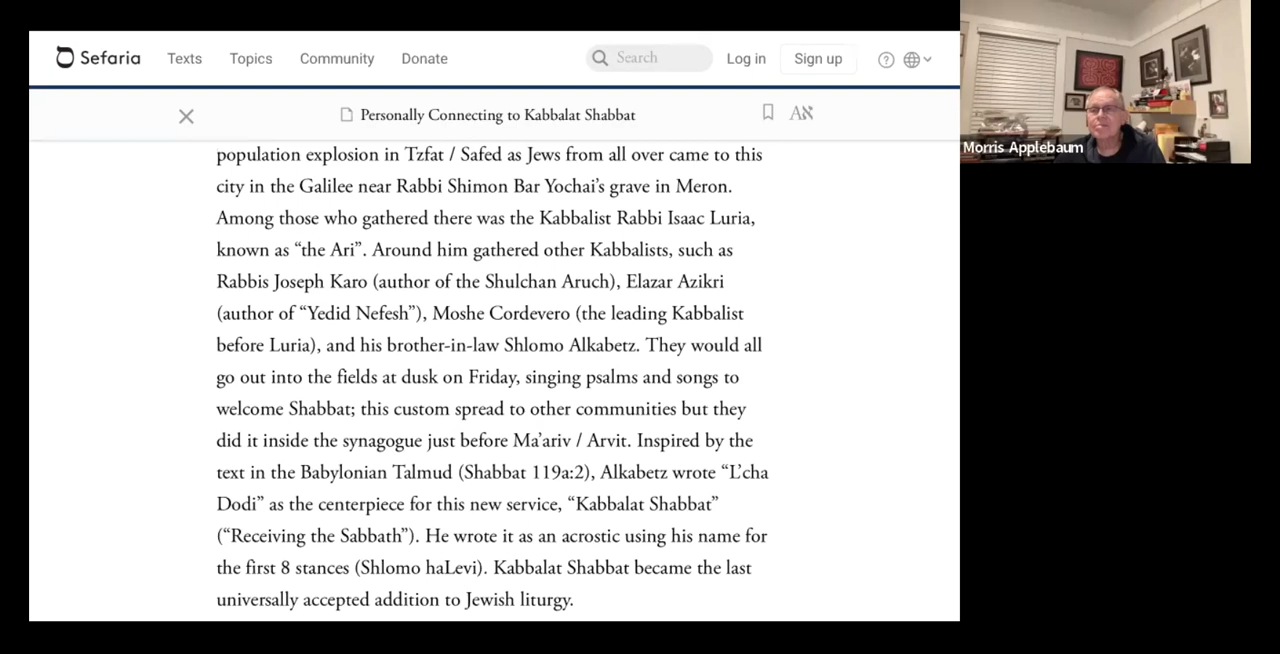 Sefaria Texts Topics Community Donate Search Log in Sign up
Personally Connecting to Kabbalat Shabbat Aא
population explosion in Tzfat / Safed as Jews from all over came to this
city in the Galilee near Rabbi Shimon Bar Yochai’s grave in Meron.
Among those who gathered there was the Kabbalist Rabbi Isaac Luria,
known as “the Ari”. Around him gathered other Kabbalists, such as
Rabbis Joseph Karo (author of the Shulchan Aruch), Elazar Azikri
(author of “Yedid Nefesh”), Moshe Cordevero (the leading Kabbalist
before Luria), and his brother-in-law Shlomo Alkabetz. They would all
go out into the fields at dusk on Friday, singing psalms and songs to
welcome Shabbat; this custom spread to other communities but they
did it inside the synagogue just before Ma’ariv / Arvit. Inspired by the
text in the Babylonian Talmud (Shabbat 119a:2), Alkabetz wrote “L’cha
Dodi” as the centerpiece for this new service, “Kabbalat Shabbat”
(“Receiving the Sabbath”). He wrote it as an acrostic using his name for
the first 8 stances (Shlomo haLevi). Kabbalat Shabbat became the last
universally accepted addition to Jewish liturgy.
Morris Applebaum